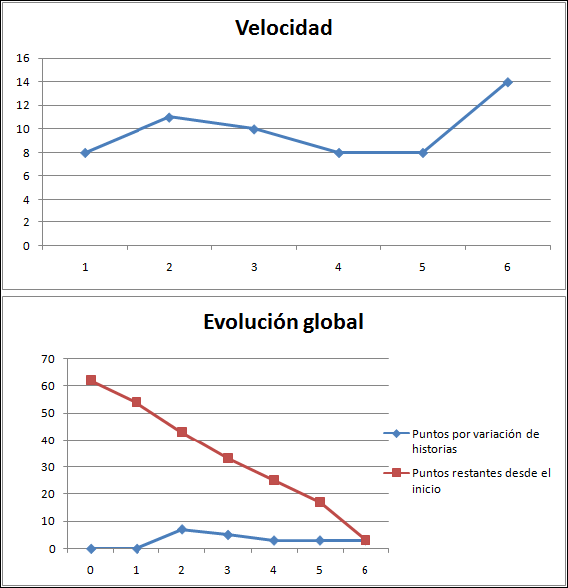 Velocidad
16
14
12
10
8
6
4
2
0
1 2 3 4 5 6
Evolución global
70
60
50
40
30
20
10
0
0 1 2 3 4 5 6
Puntos por variación de
historias
Puntos restantes desde el
inicio